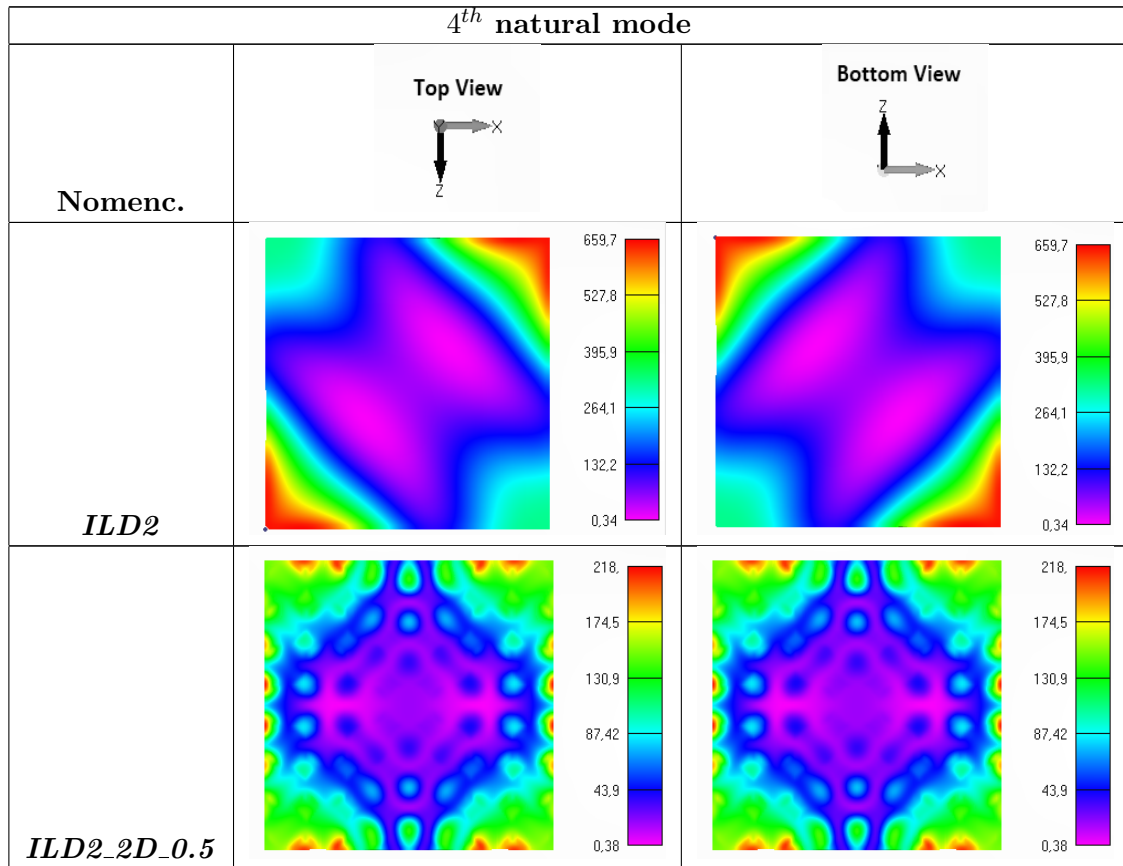 4th natural mode
Nomenc.
Top View
Y X
Z
Bottom View
Z
X
ILD2
659,7
527,8
395,9
264,1
132,2
0,34
659,7
527,8
395,9
264,1
132,2
0,34
ILD2_2D_0.5
218,
174.5
130.9
87.42
43.9
0,38
218,
174.5
130.9
87.42
43.9
0,38